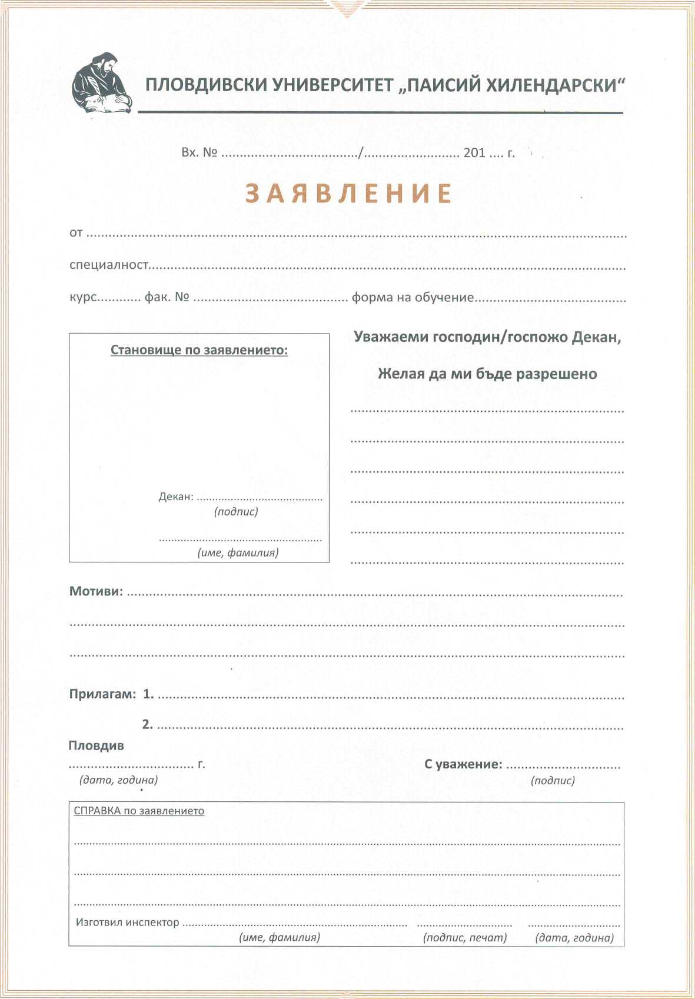 ПЛОВДИВСКИ УНИВЕРСИТЕТ „ПАИСИЙ ХИЛЕНДАРСКИ“
Вх. № ...................................../.......................... 201 .... г.
ЗАЯВЛЕНИЕ
от ....................................................................................................
специалност....................................................................................................
курс............ фак. № .......................................... форма на обучение.........................................
Становище по заявлението:
Декан: .........................................
(подпис)
.....................................................
(име, фамилия)
Уважаеми господин/госпожо Декан,
Желая да ми бъде разрешено
..........................................................................
..........................................................................
..........................................................................
..........................................................................
..........................................................................
..........................................................................
Мотиви: ....................................................................................................
....................................................................................................
....................................................................................................
Прилагам: 1. ....................................................................................................
2. ....................................................................................................
Пловдив
.................................. г.
(дата, година)
С уважение: ...............................
(подпис)
СПРАВКА по заявлението
....................................................................................................
....................................................................................................
....................................................................................................
Изготвил инспектор ......................................................................... ............................... ..............................
(име, фамилия) (подпис, печат) (дата, година)